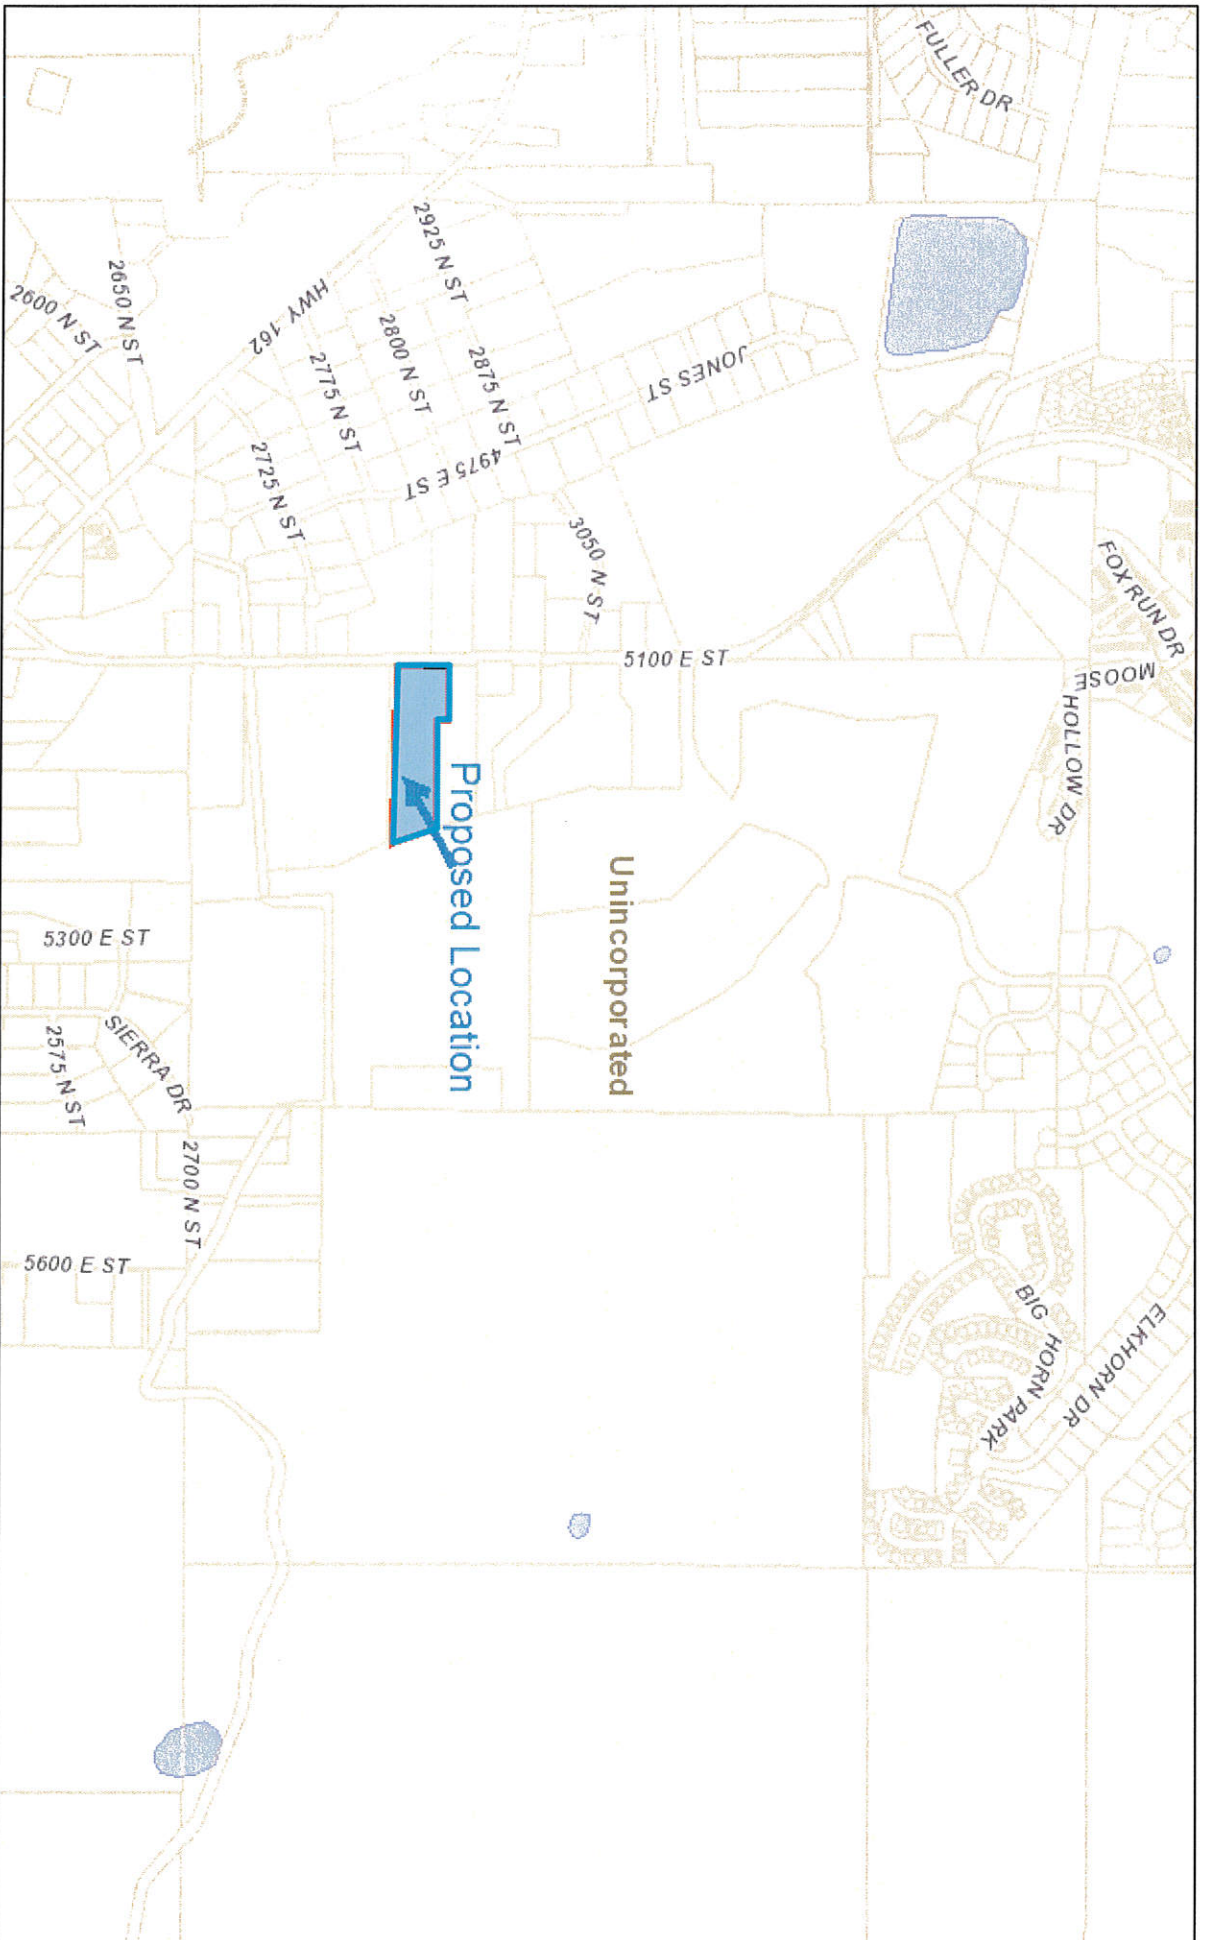 FULLER DR
2925 N ST
2650 N ST
2600 N ST
HWY 162
2800 N ST
2875 N ST
2775 N ST
JONES ST
2725 N ST
4975 E ST
3050 N ST
FOX RUN DR
5100 E ST
MOOSE HOLLOW DR
Proposed Location
Unincorporated
5300 E ST
SIERRA DR
2575 N ST
2700 N ST
5600 E ST
BIG HORN PARK
ELKHORN DR